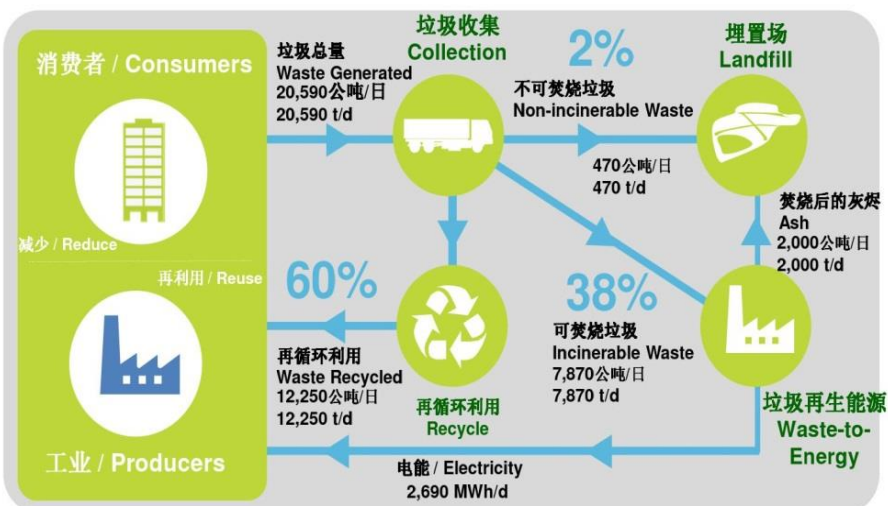 消费者 / Consumers
减少 / Reduce
再利用 / Reuse
工业 / Producers
垃圾总量
Waste Generated
20,590公吨/日
20,590 t/d
垃圾收集
Collection
2%
不可焚烧垃圾
Non-incinerable Waste
470公吨/日
470 t/d
埋置场
Landfill
焚烧后的灰烬
Ash
2,000公吨/日
2,000 t/d
60%
再循环利用
Waste Recycled
12,250公吨/日
12,250 t/d
再循环利用
Recycle
38%
可焚烧垃圾
Incinerable Waste
7,870公吨/日
7,870 t/d
垃圾再生能源
Waste-to-
Energy
电能 / Electricity
2,690 MWh/d